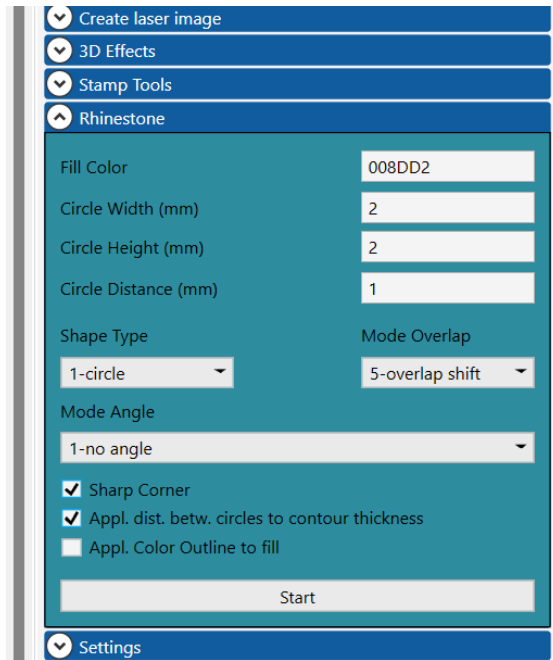 Create laser image
3D Effects
Stamp Tools
Rhinestone
Fill Color 008DD2
Circle Width (mm) 2
Circle Height (mm) 2
Circle Distance (mm) 1
Shape Type Mode Overlap
1-circle 5-overlap shift
Mode Angle
1-no angle
Sharp Corner
Appl. dist. betw. circles to contour thickness
Appl. Color Outline to fill
Start
Settings